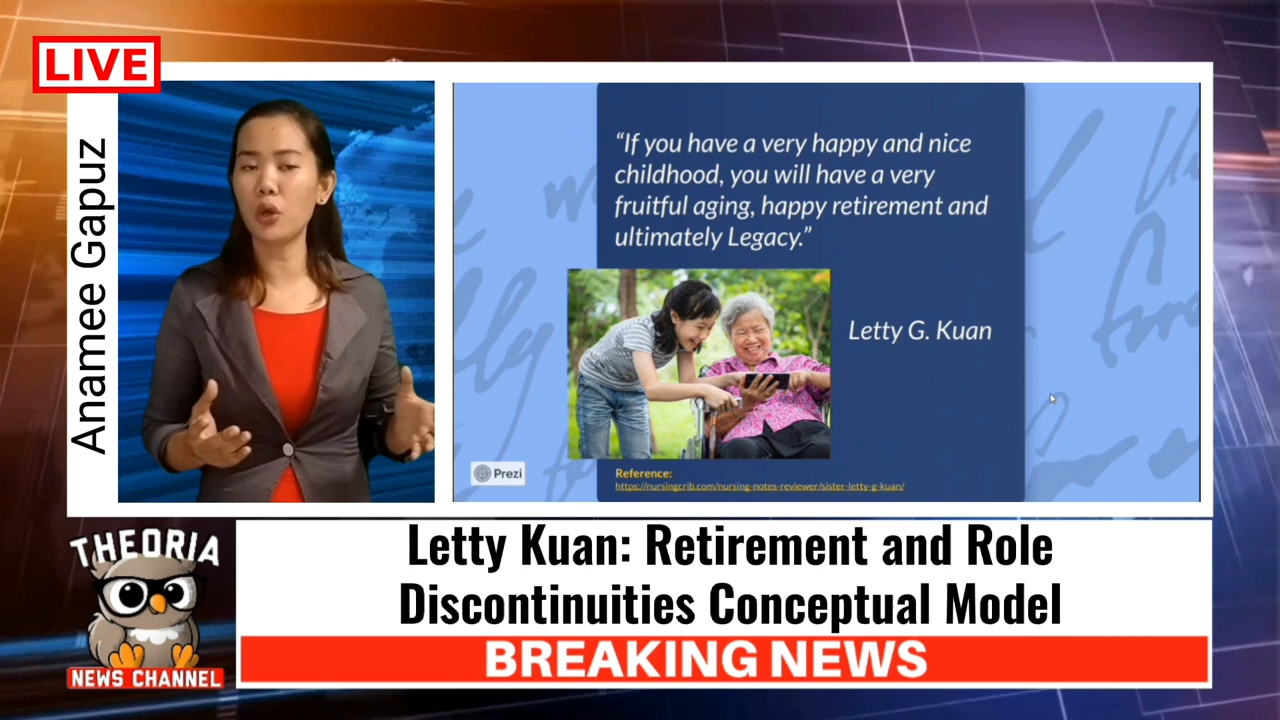 LIVE
Anamee Gapuz
“If you have a very happy and nice
childhood, you will have a very
fruitful aging, happy retirement and
ultimately Legacy.”
Letty G. Kuan
Prezi
Reference:
https://nursingcrib.com/nursing-notes-reviewer/sister-letty-g-kuan/
THEORIA
NEWS CHANNEL
Letty Kuan: Retirement and Role
Discontinuities Conceptual Model
BREAKING NEWS